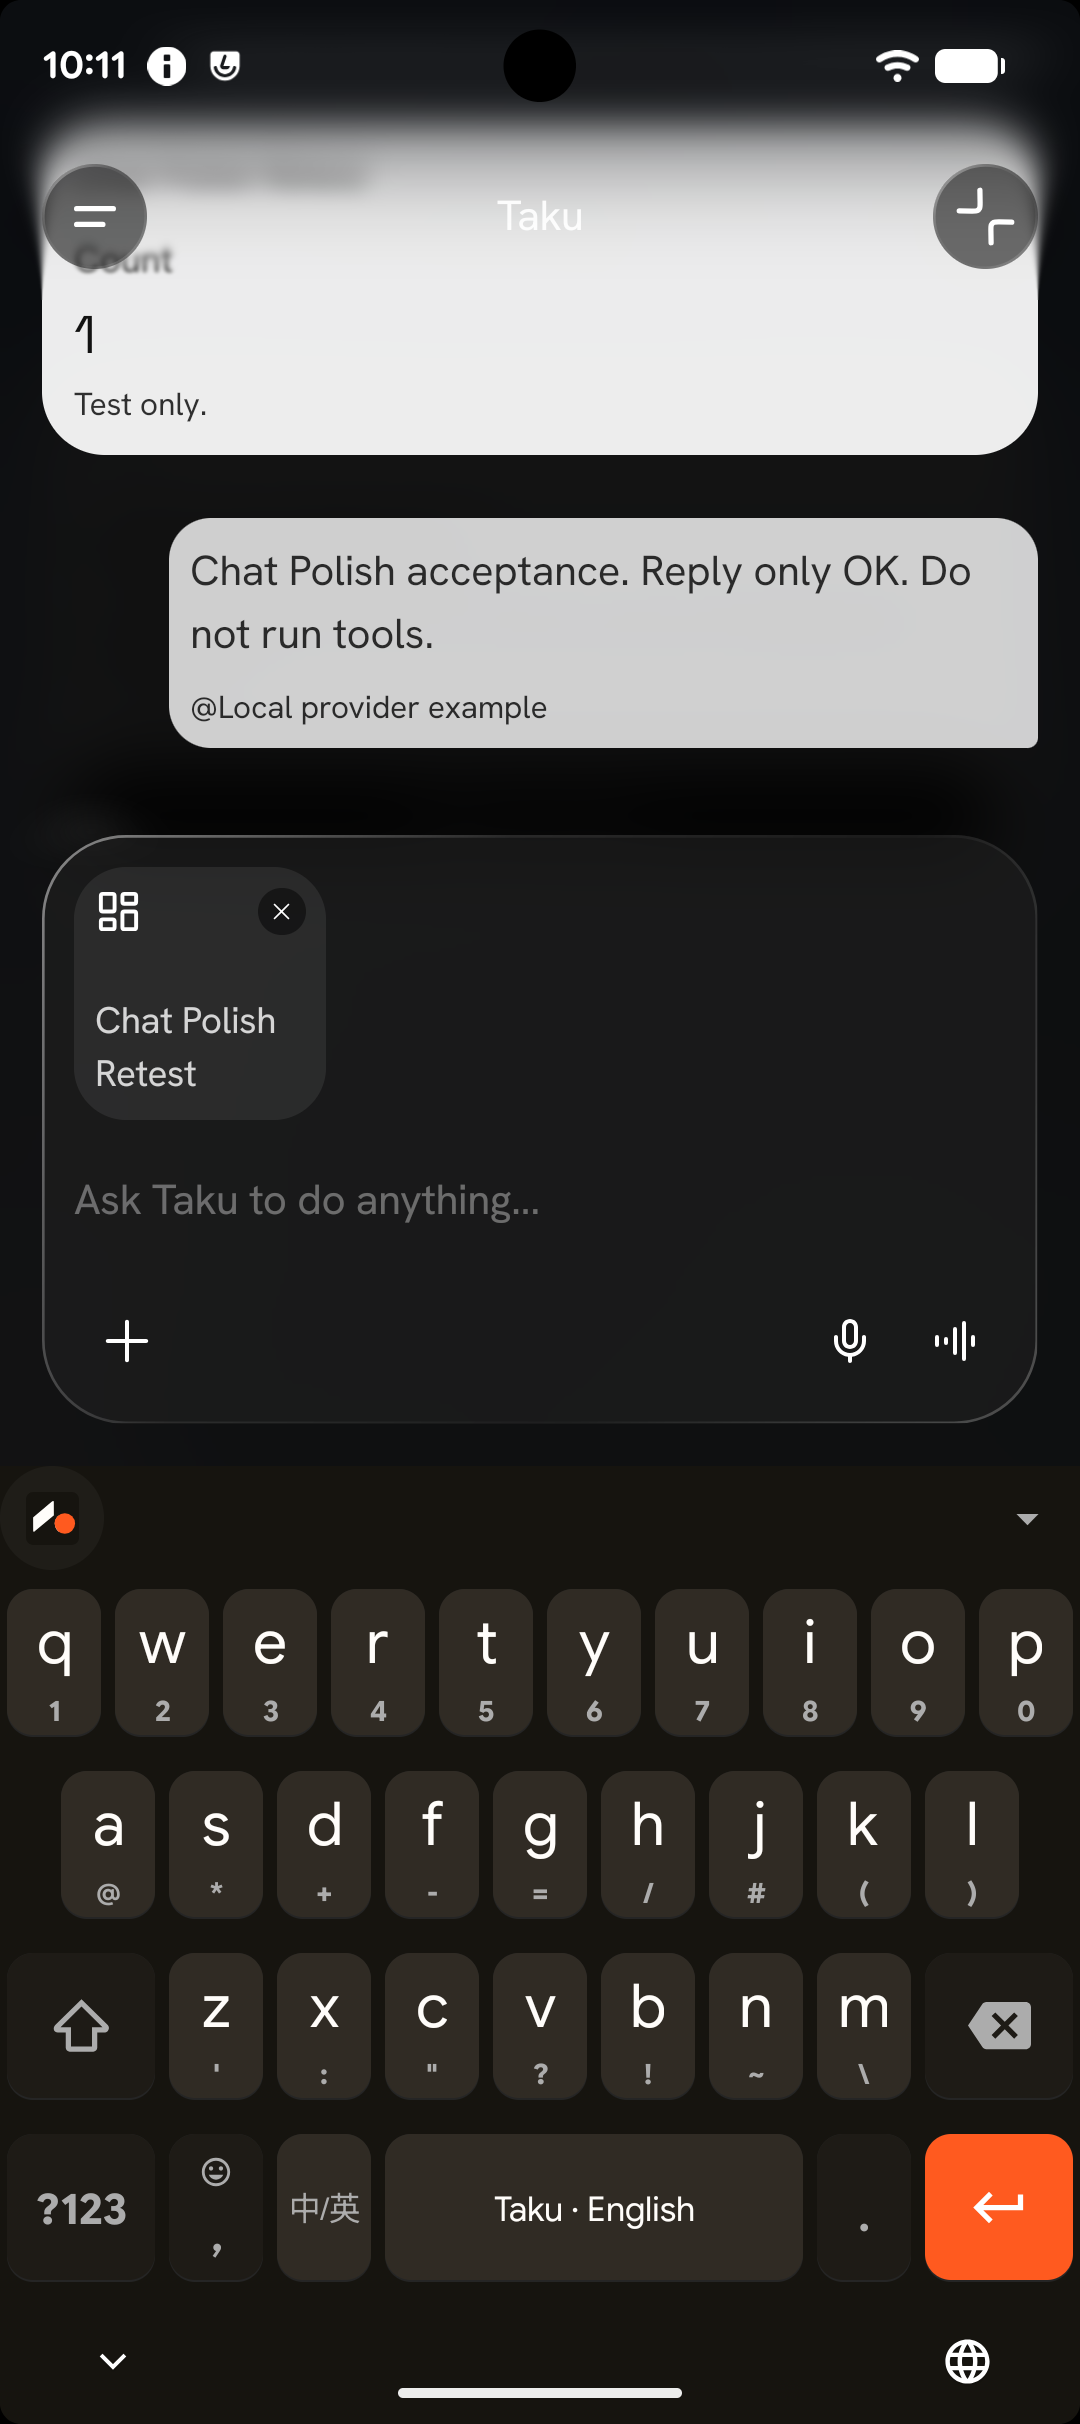 10:11
Taku
Count
1
Test only.
Chat Polish acceptance. Reply only OK. Do
not run tools.
@Local provider example
Chat Polish
Retest
Ask Taku to do anything...
q w e r t y u i o p
1 2 3 4 5 6 7 8 9 0
a s d f g h j k l
@ * + - = / # ( )
z x c v b n m
' : " ? ! ~ \
?123 , 中/英 Taku · English .